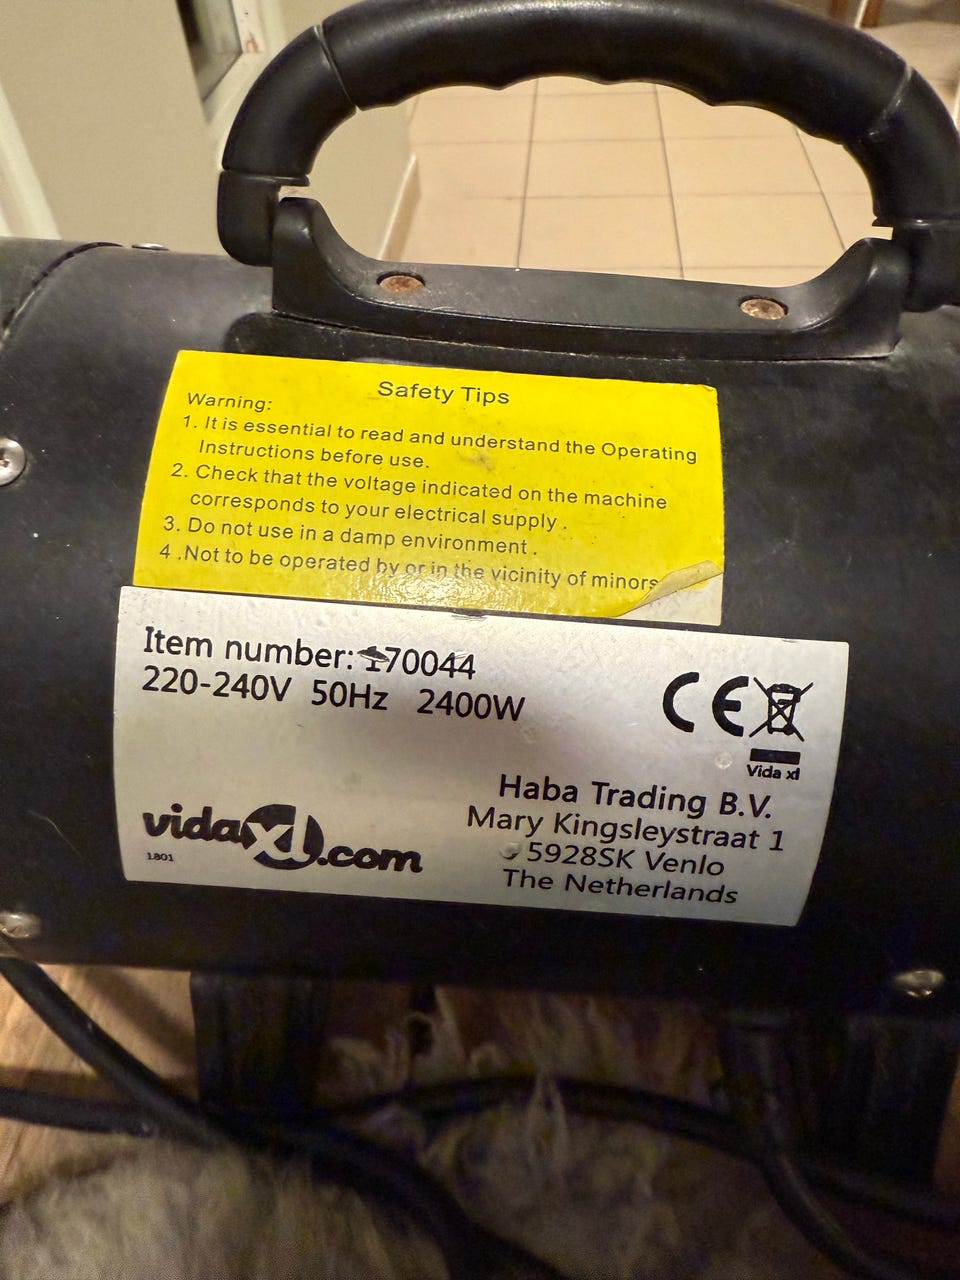 Safety Tips
Warning:
1. It is essential to read and understand the Operating
Instructions before use.
2. Check that the voltage indicated on the machine
corresponds to your electrical supply .
3. Do not use in a damp environment .
4 .Not to be operated by or in the vicinity of minors
Item number: 170044
220-240V 50Hz 2400W
CE
Vida xl
Haba Trading B.V.
Mary Kingsleystraat 1
5928SK Venlo
The Netherlands
vidaXL.com
1801